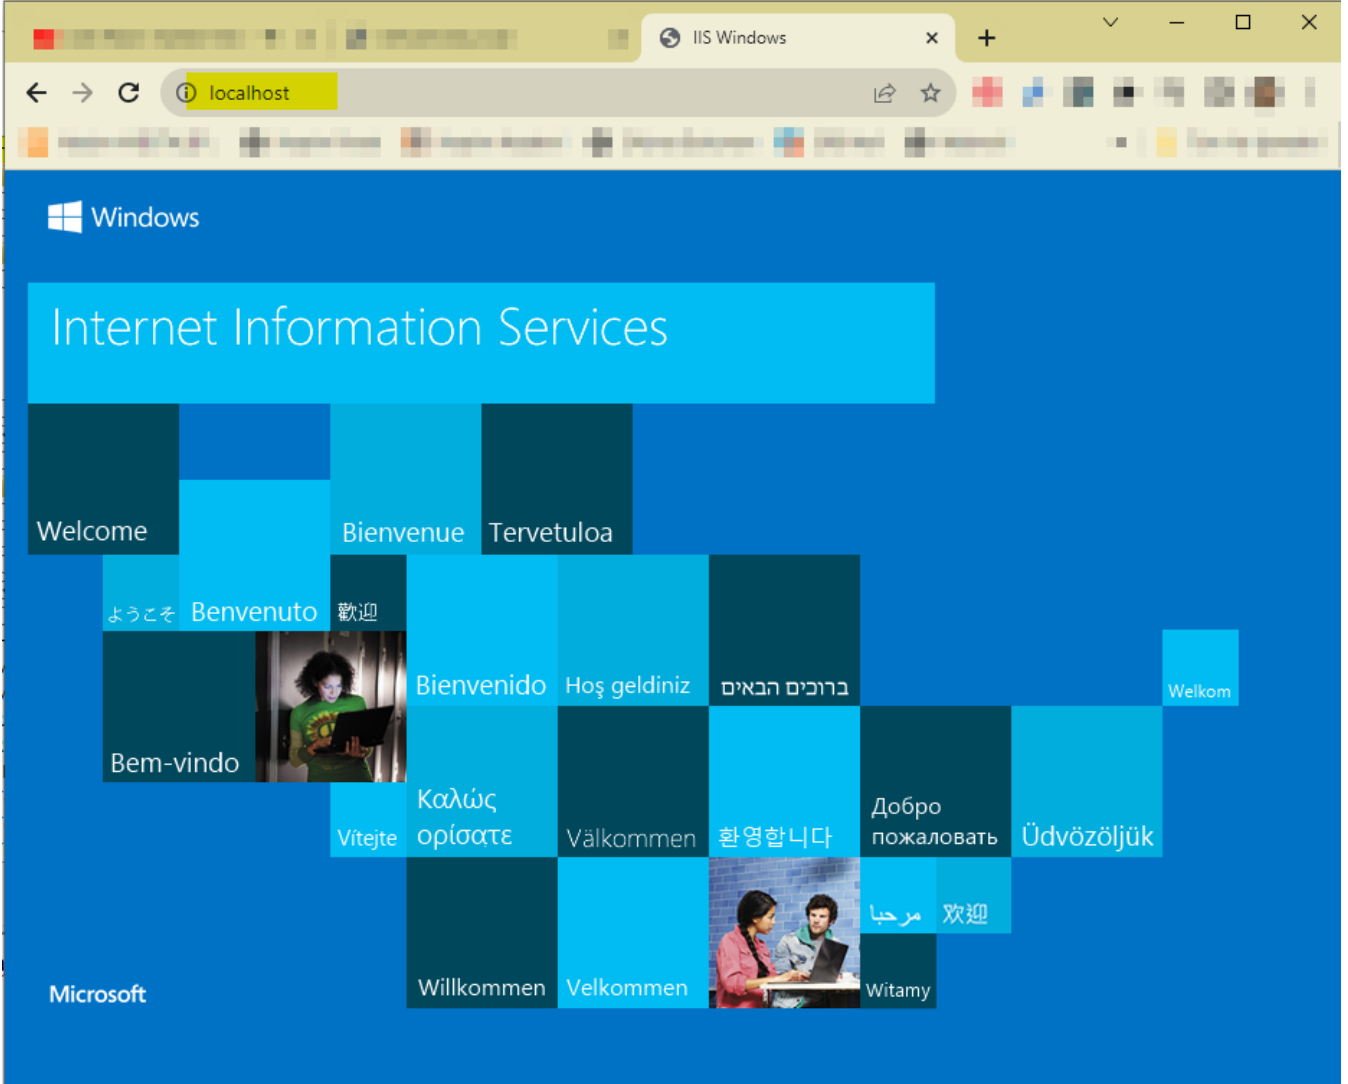 IIS Windows
localhost
Windows
Internet Information Services
Welcome
Bienvenue
Tervetuloa
ようこそ
Benvenuto
歡迎
Bienvenido
Hoş geldiniz
ברוכים הבאים
Welkom
Bem-vindo
Vítejte
Καλώς
ορίσατε
Välkommen
환영합니다
Добро
пожаловать
Üdvözöljük
مرحبا
欢迎
Willkommen
Velkommen
Witamy
Microsoft